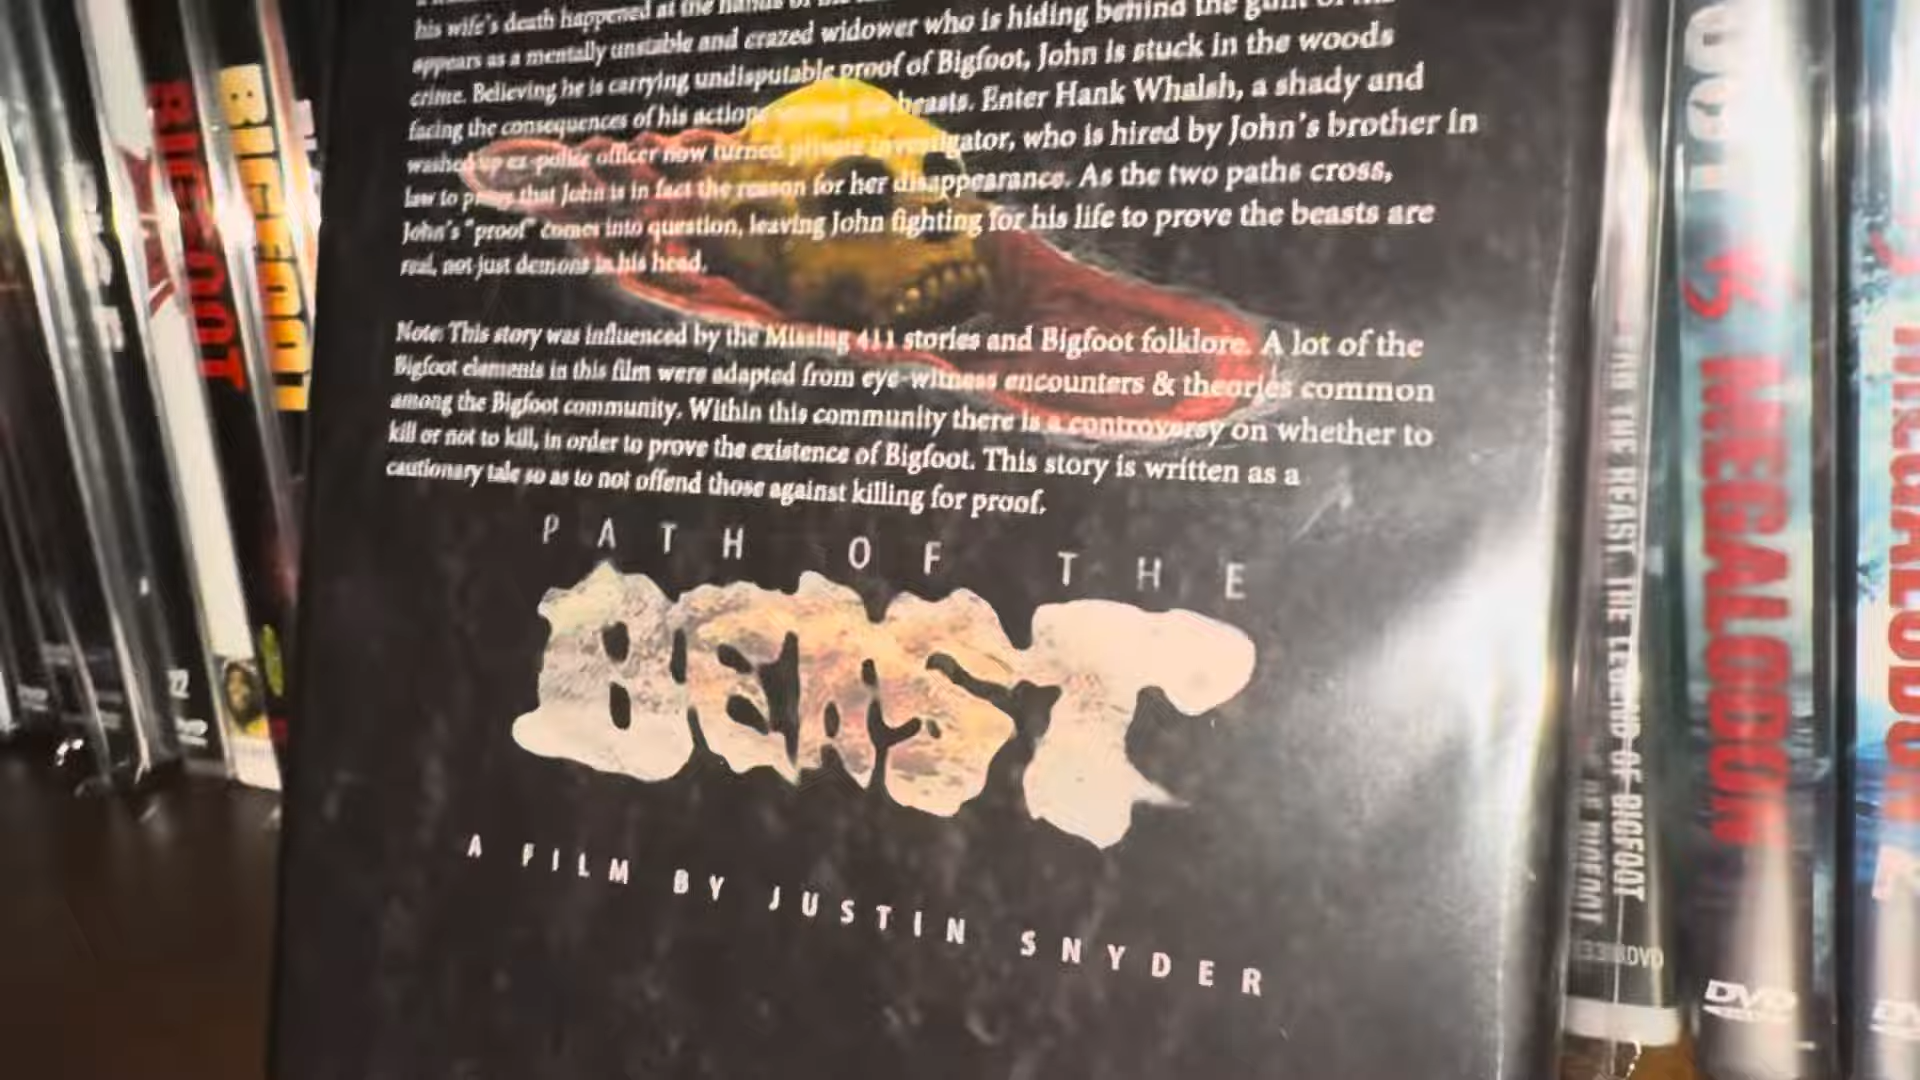 his wife's death happened at the hands of
appears as a mentally unstable and crazed widower who is hiding behind the guilt of
crime. Believing he is carrying undisputable proof of Bigfoot, John is stuck in the woods
facing the consequences of his actions beasts. Enter Hank Whalsh, a shady and
washed up ex-police officer now turned private investigator, who is hired by John's brother in
law to prove that John is in fact the reason for her disappearance. As the two paths cross,
John's "proof" comes into question, leaving John fighting for his life to prove the beasts are
real, not just demons in his head.
Note: This story was influenced by the Missing 411 stories and Bigfoot folklore. A lot of the
Bigfoot elements in this film were adapted from eye-witness encounters & theories common
among the Bigfoot community. Within this community there is a controversy on whether to
kill or not to kill, in order to prove the existence of Bigfoot. This story is written as a
cautionary tale so as to not offend those against killing for proof.
PATH OF THE
BEAST
A FILM BY JUSTIN SNYDER
BIGFOOT
BIGFOOT
22
THE BEAST THE LEGEND OF BIGFOOT
OF BIGFOOT
DVD
VS MEGALODON
DVD
MEGALODON